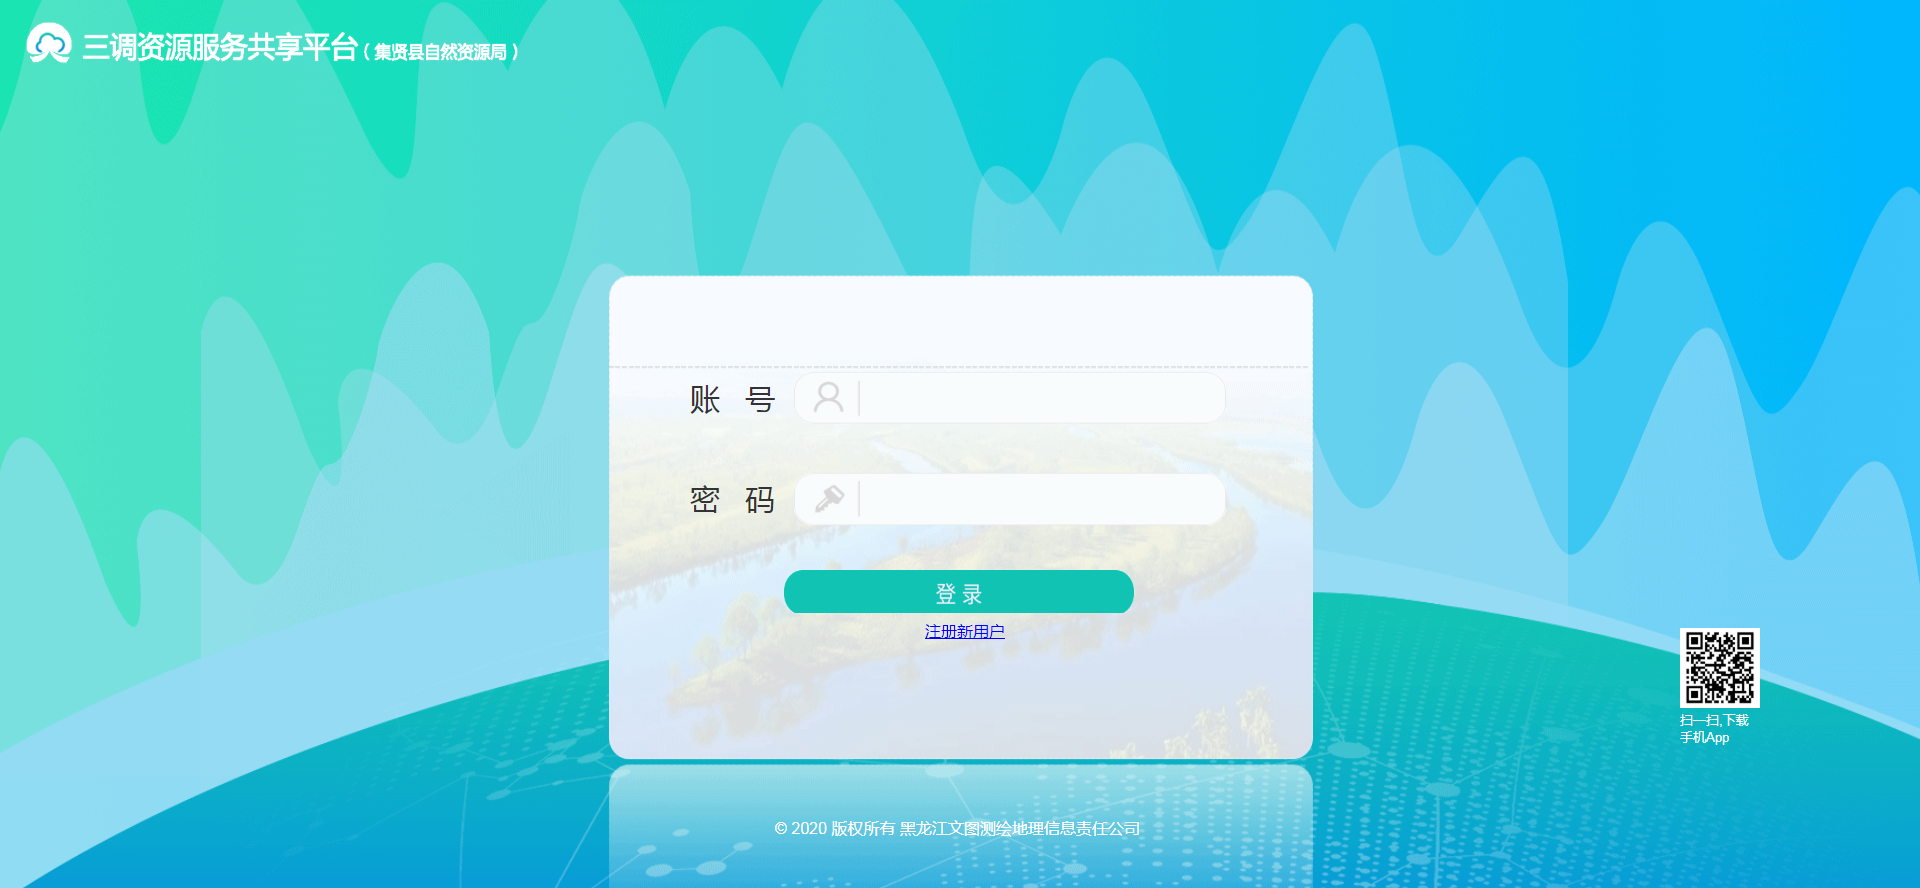 三调资源服务共享平台（集贤县自然资源局）
账 号
密 码
登 录
注册新用户
扫一扫,下载
手机App
© 2020 版权所有 黑龙江文图测绘地理信息责任公司